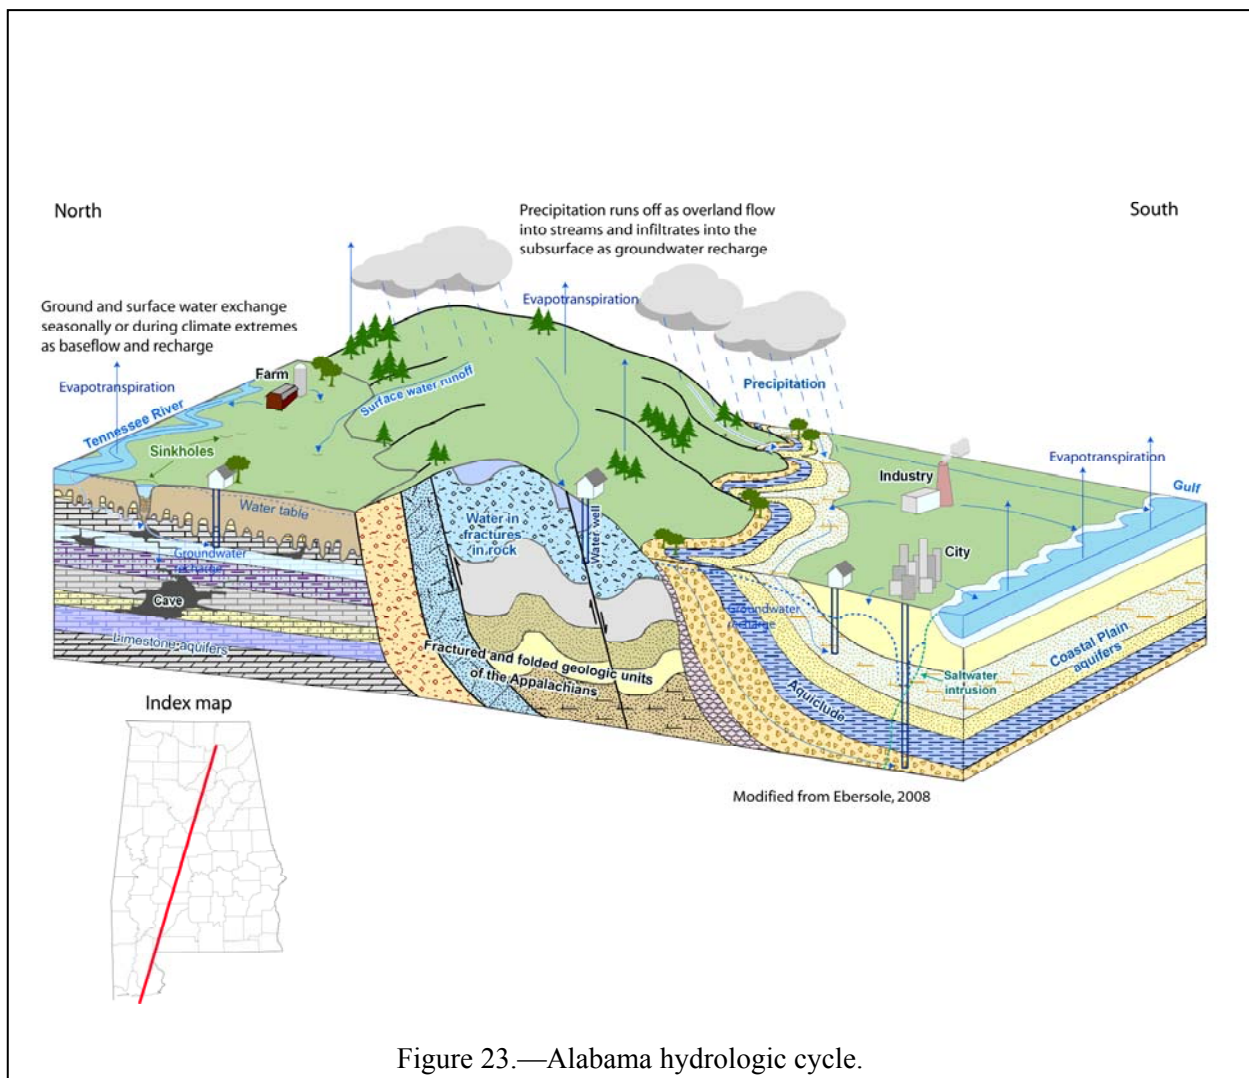 North
South
Precipitation runs off as overland flow
into streams and infiltrates into the
subsurface as groundwater recharge
Ground and surface water exchange
seasonally or during climate extremes
as baseflow and recharge
Evapotranspiration
Evapotranspiration
Farm
Surface water runoff
Precipitation
Tennessee River
Sinkholes
Industry
Evapotranspiration
Gulf
Water table
Water in
fractures
in rock
Water well
City
Groundwater
recharge
Cave
Groundwater
recharge
Limestone aquifers
Fractured and folded geologic units
of the Appalachians
Aquiclude
Coastal Plain
aquifers
Saltwater
intrusion
Index map
Modified from Ebersole, 2008
Figure 23.—Alabama hydrologic cycle.